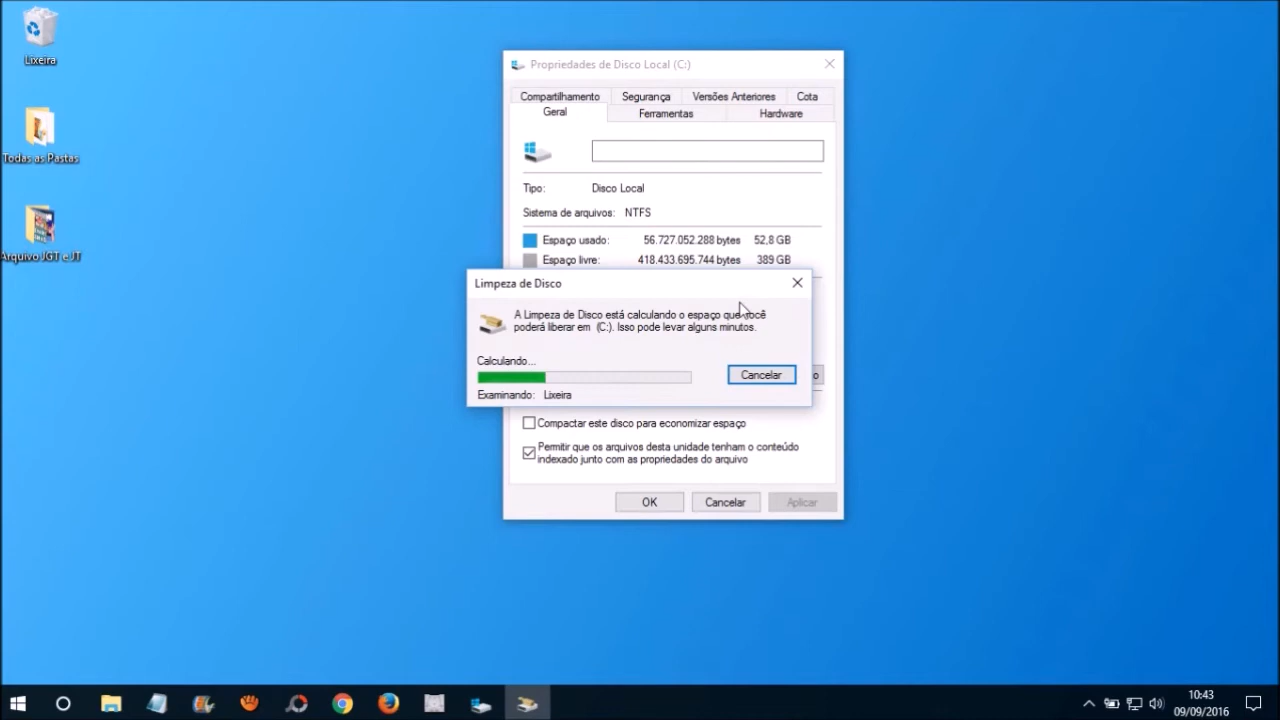 Lixeira
Todas as Pastas
Arquivo JGT e JT
Propriedades de Disco Local (C:)
Compartilhamento Segurança Versões Anteriores Cota
Geral Ferramentas Hardware
Tipo: Disco Local
Sistema de arquivos: NTFS
Espaço usado: 56.727.052.288 bytes 52,8 GB
Espaço livre: 418.433.695.744 bytes 389 GB
Limpeza de Disco
A Limpeza de Disco está calculando o espaço que você
poderá liberar em (C:). Isso pode levar alguns minutos.
Calculando...
Cancelar
o
Examinando: Lixeira
Compactar este disco para economizar espaço
Permitir que os arquivos desta unidade tenham o conteúdo
indexado junto com as propriedades do arquivo
OK Cancelar Aplicar
10:43
09/09/2016